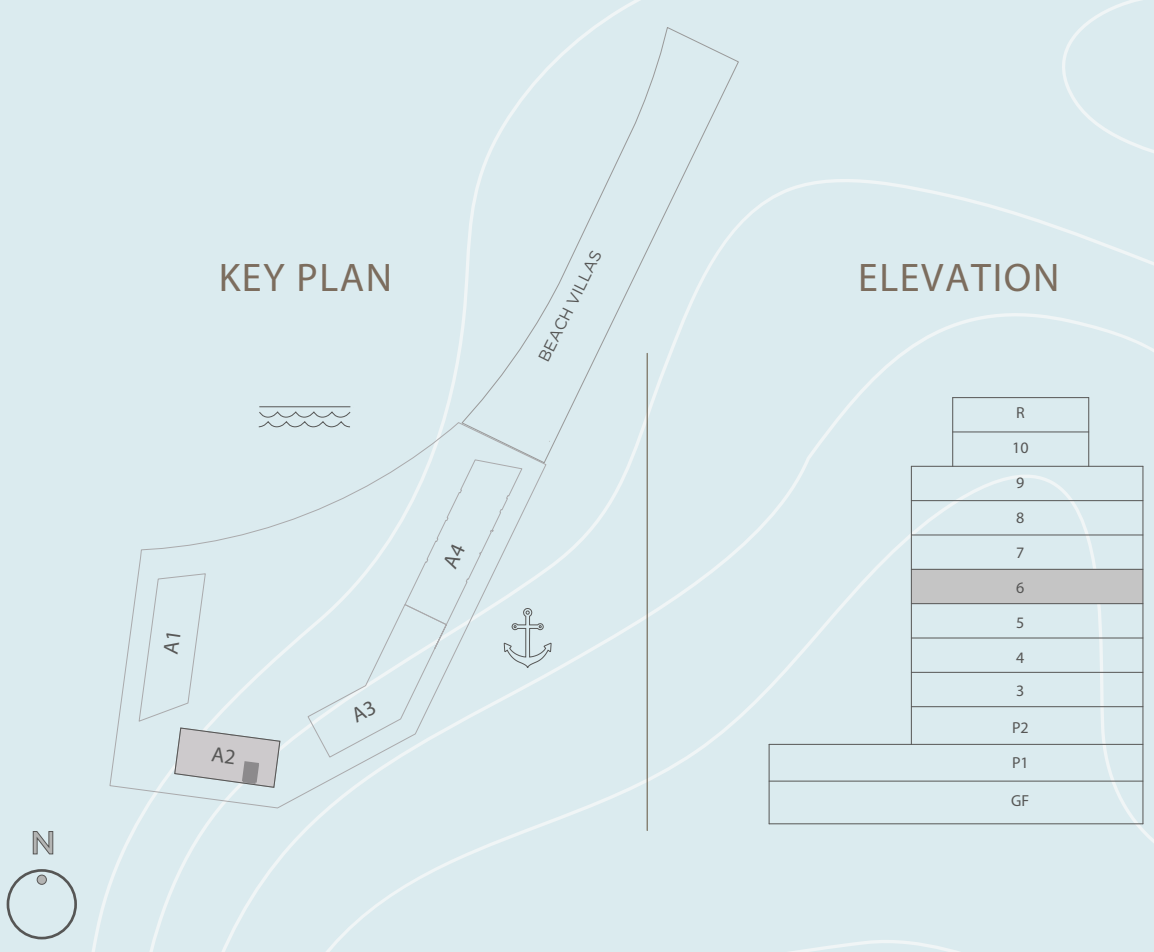 KEY PLAN
ELEVATION
BEACH VILLAS
A4
A1
A3
A2
N
R
10
9
8
7
6
5
4
3
P2
P1
GF